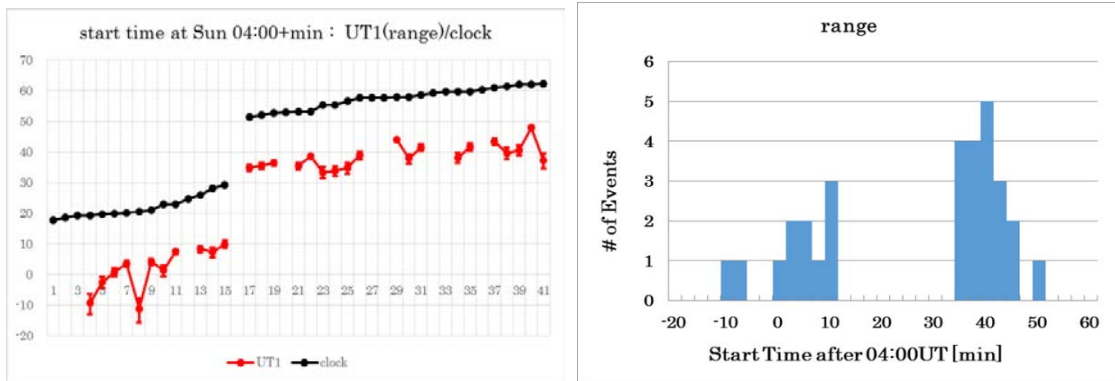 start time at Sun 04:00+min : UT1(range)/clock
70
60
50
40
30
20
10
0
-10
-20
1 3 5 7 9 11 13 15 17 19 21 23 25 27 29 31 33 35 37 39 41
UT1 clock
range
# of Events
6
5
4
3
2
1
0
-20 -10 0 10 20 30 40 50 60
Start Time after 04:00UT [min]